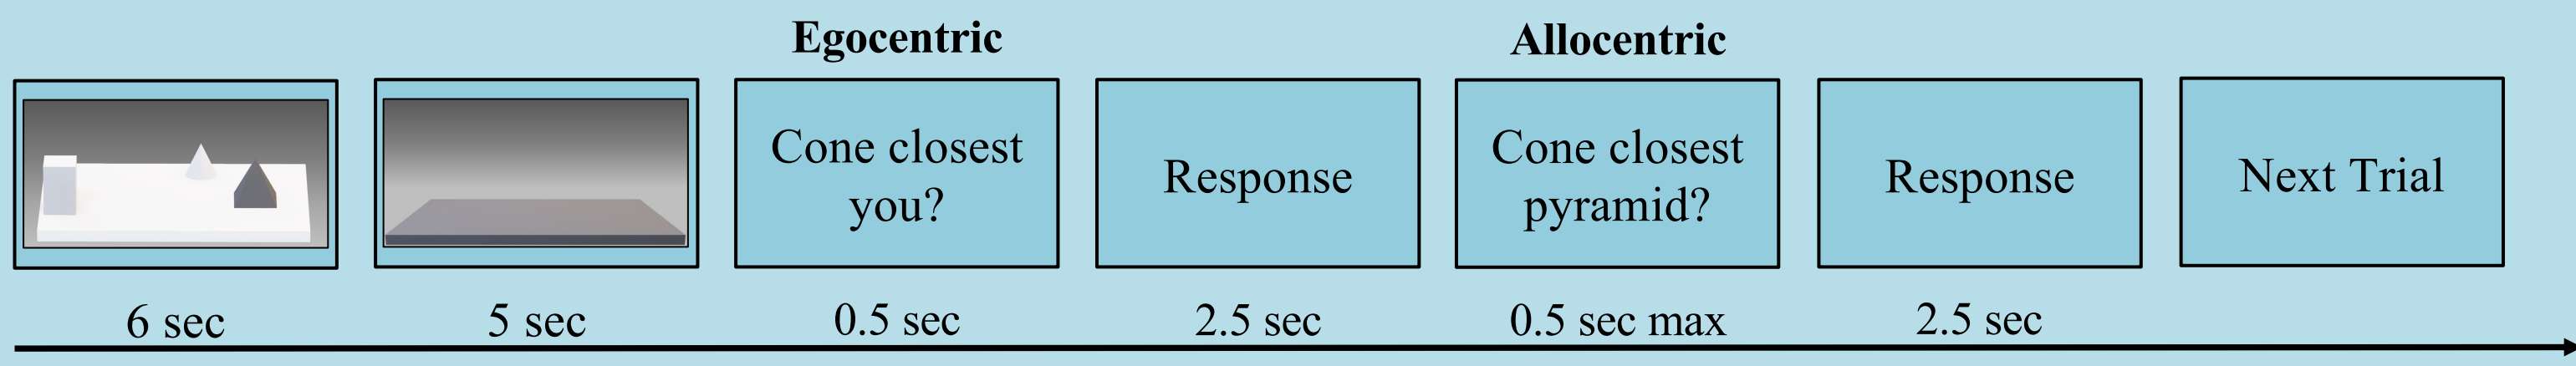 Egocentric
Allocentric
Cone closest
you?
Response
Cone closest
pyramid?
Response
Next Trial
6 sec
5 sec
0.5 sec
2.5 sec
0.5 sec max
2.5 sec